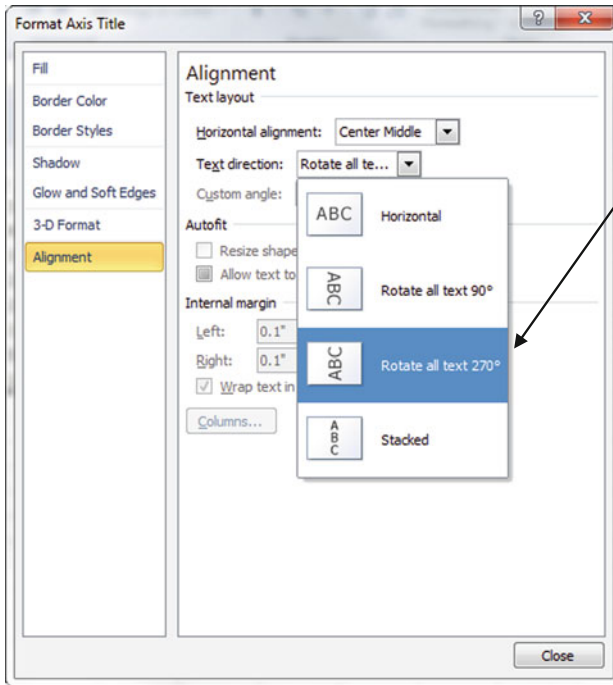 Format Axis Title
Fill
Border Color
Border Styles
Shadow
Glow and Soft Edges
3-D Format
Alignment
Alignment
Text layout
Horizontal alignment: Center Middle
Text direction: Rotate all te...
Custom angle:
Autofit
Resize shape
Allow text to
Internal margin
Left: 0.1"
Right: 0.1"
Wrap text in
Columns...
ABC Horizontal
ABC Rotate all text 90°
ABC Rotate all text 270°
ABC Stacked
Close